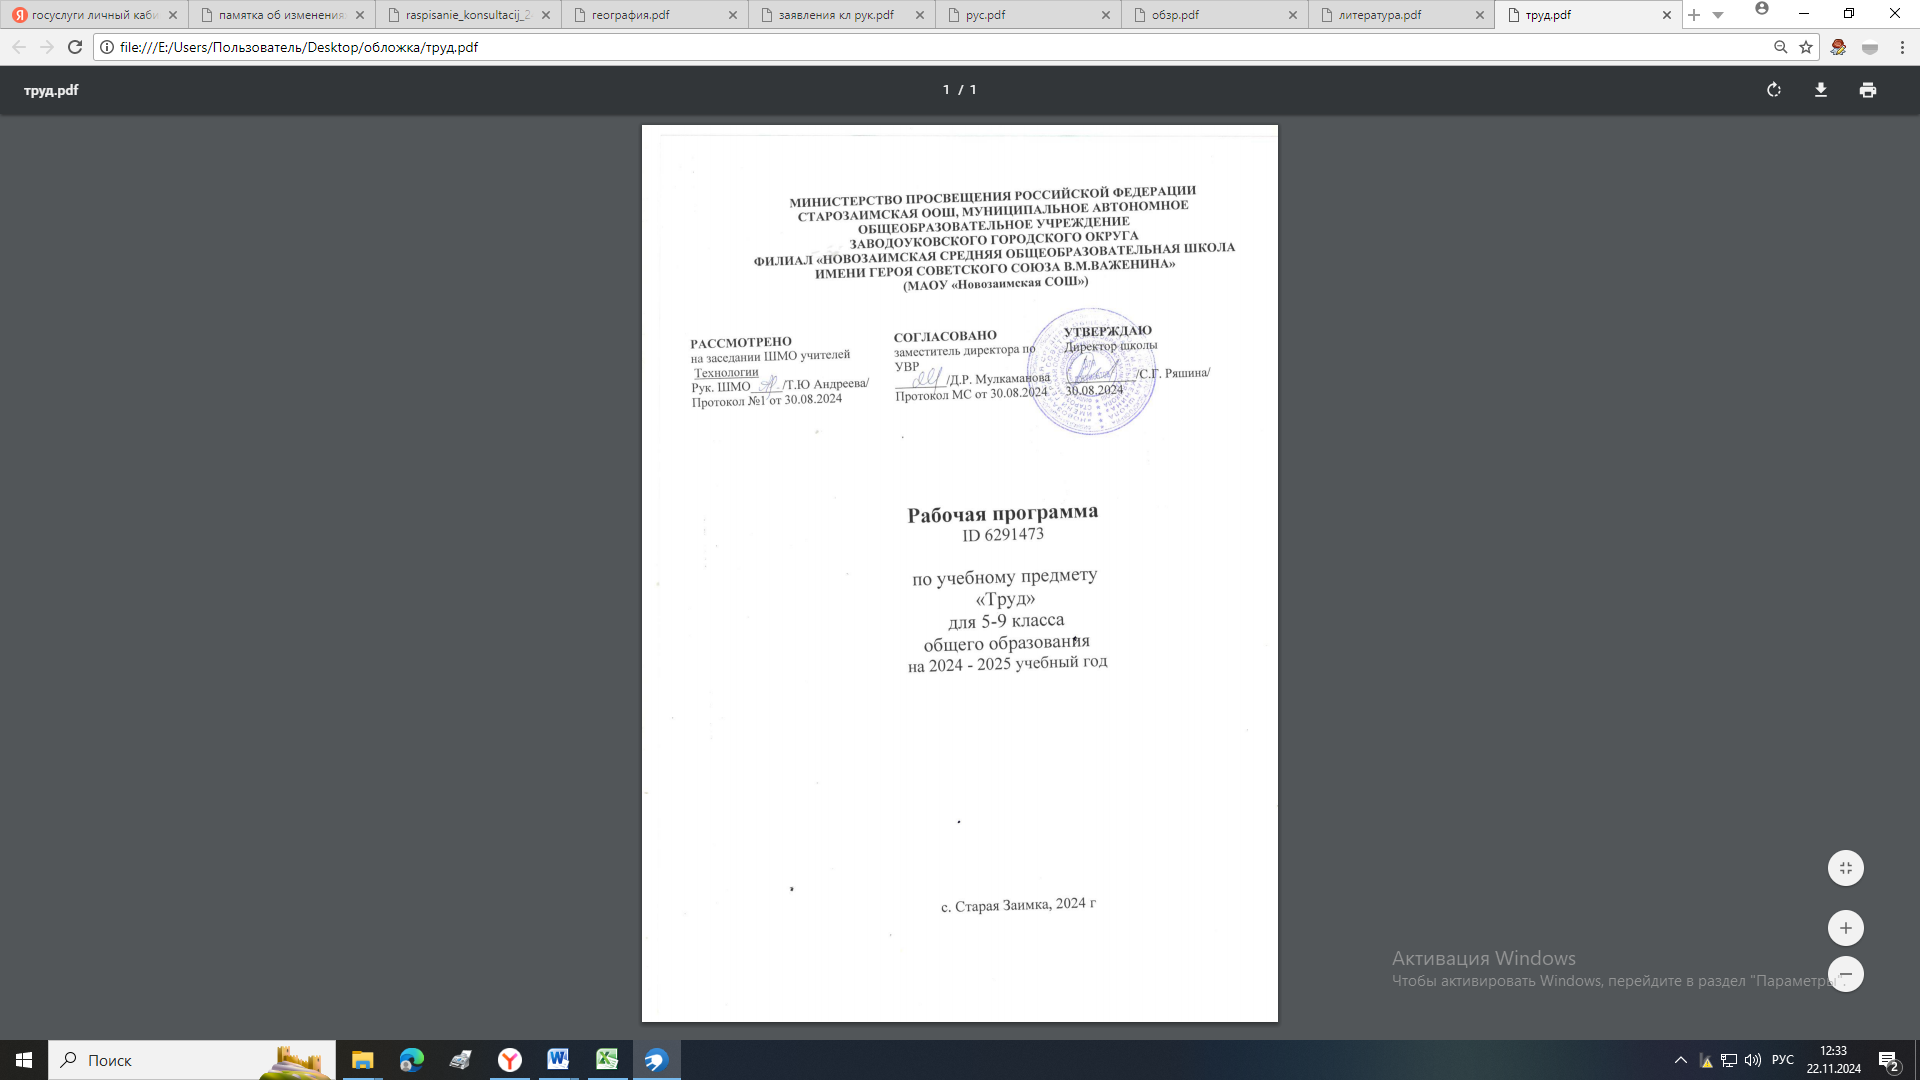 госуслуги личный каби
памятка об изменения
raspisanie_konsultacij_2
география.pdf
заявления кл рук.pdf
рус.pdf
обзр.pdf
литература.pdf
труд.pdf
file:///E:/Users/Пользователь/Desktop/обложка/труд.pdf
труд.pdf
1 / 1
МИНИСТЕРСТВО ПРОСВЕЩЕНИЯ РОССИЙСКОЙ ФЕДЕРАЦИИ
СТАРОЗАИМСКАЯ ООШ, МУНИЦИПАЛЬНОЕ АВТОНОМНОЕ
ОБЩЕОБРАЗОВАТЕЛЬНОЕ УЧРЕЖДЕНИЕ
ЗАВОДОУКОВСКОГО ГОРОДСКОГО ОКРУГА
ФИЛИАЛ «НОВОЗАИМСКАЯ СРЕДНЯЯ ОБЩЕОБРАЗОВАТЕЛЬНАЯ ШКОЛА
ИМЕНИ ГЕРОЯ СОВЕТСКОГО СОЮЗА В.М.ВАЖЕНИНА»
(МАОУ «Новозаимская СОШ»)
РАССМОТРЕНО
на заседании ШМО учителей
Технологии
Рук. ШМО_____/Т.Ю Андреева/
Протокол №1 от 30.08.2024
СОГЛАСОВАНО
заместитель директора по
УВР
________/Д.Р. Мулкаманова
Протокол МС от 30.08.2024
УТВЕРЖДАЮ
Директор школы
___________/С.Г. Ряшина/
30.08.2024
Рабочая программа
ID 6291473
по учебному предмету
«Труд»
для 5-9 класса
общего образования
на 2024 - 2025 учебный год
с. Старая Заимка, 2024 г
Активация Windows
Чтобы активировать Windows, перейдите в раздел "Параметры".
Поиск
РУС
12:33
22.11.2024
2